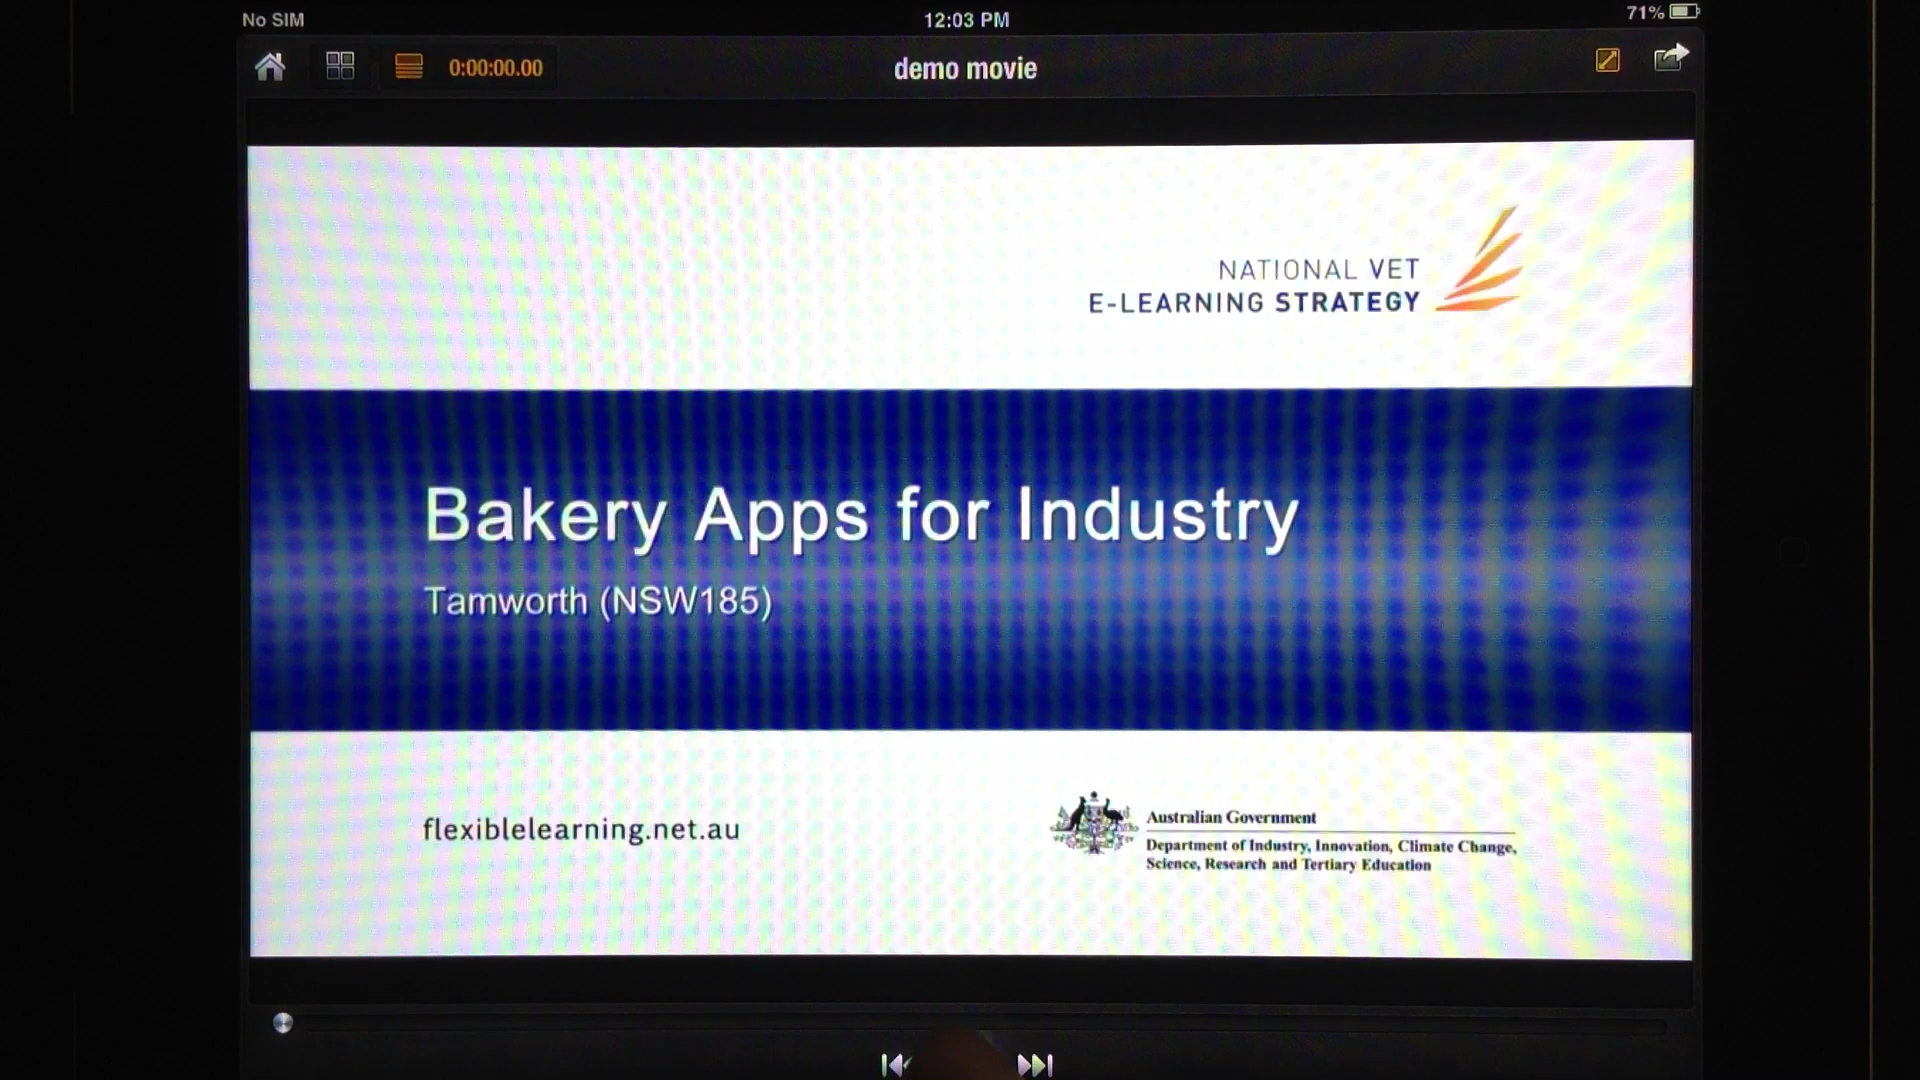 No SIM
12:03 PM
71%
0:00:00.00
demo movie
NATIONAL VET
E-LEARNING STRATEGY
Bakery Apps for Industry
Tamworth (NSW185)
flexiblelearning.net.au
Australian Government
Department of Industry, Innovation, Climate Change,
Science, Research and Tertiary Education